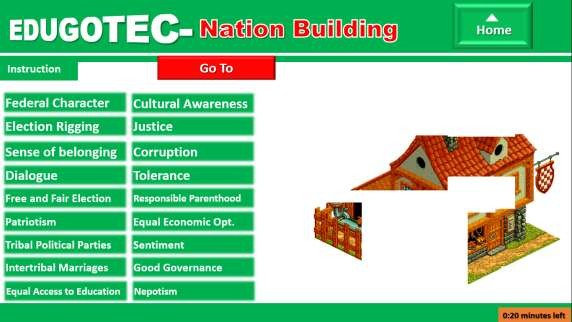 EDUGOTEC- Nation Building
Home
Instruction
Go To
Federal Character
Cultural Awareness
Election Rigging
Justice
Sense of belonging
Corruption
Dialogue
Tolerance
Free and Fair Election
Responsible Parenthood
Patriotism
Equal Economic Opt.
Tribal Political Parties
Sentiment
Intertribal Marriages
Good Governance
Equal Access to Education
Nepotism
0:20 minutes left